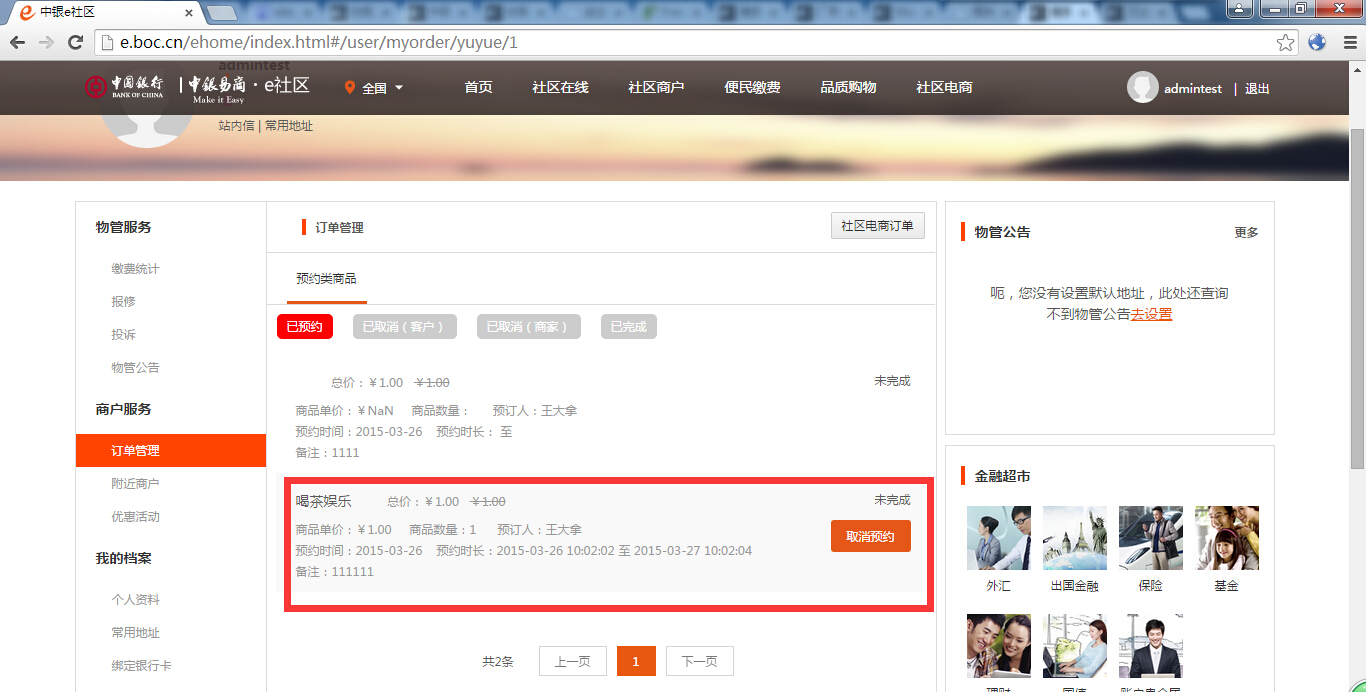 中银e社区
e.boc.cn/ehome/index.html#/user/myorder/yuyue/1
admintest
中国银行 BANK OF CHINA
中银易商 · e社区
Make it Easy
全国 首页 社区在线 社区商户 便民缴费 品质购物 社区电商 admintest | 退出
站内信 | 常用地址
物管服务
缴费统计
报修
投诉
物管公告
商户服务
订单管理
附近商户
优惠活动
我的档案
个人资料
常用地址
绑定银行卡
订单管理 社区电商订单
预约类商品
已预约 已取消（客户） 已取消（商家） 已完成
总价：￥1.00 ￥1.00 未完成
商品单价：￥NaN 商品数量： 预订人：王大拿
预约时间：2015-03-26 预约时长： 至
备注：1111
喝茶娱乐 总价：￥1.00 ￥1.00 未完成
商品单价：￥1.00 商品数量：1 预订人：王大拿
取消预约
预约时间：2015-03-26 预约时长：2015-03-26 10:02:02 至 2015-03-27 10:02:04
备注：111111
共2条 上一页 1 下一页
物管公告 更多
呃，您没有设置默认地址，此处还查询
不到物管公告去设置
金融超市
外汇 出国金融 保险 基金